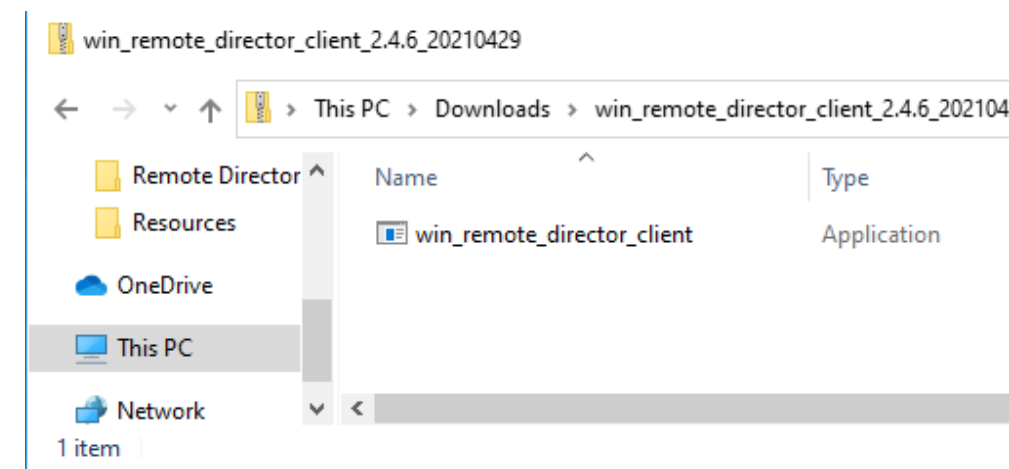 win_remote_director_client_2.4.6_20210429
This PC > Downloads > win_remote_director_client_2.4.6_202104
Remote Director
Name Type
Resources
win_remote_director_client Application
OneDrive
This PC
Network
1 item